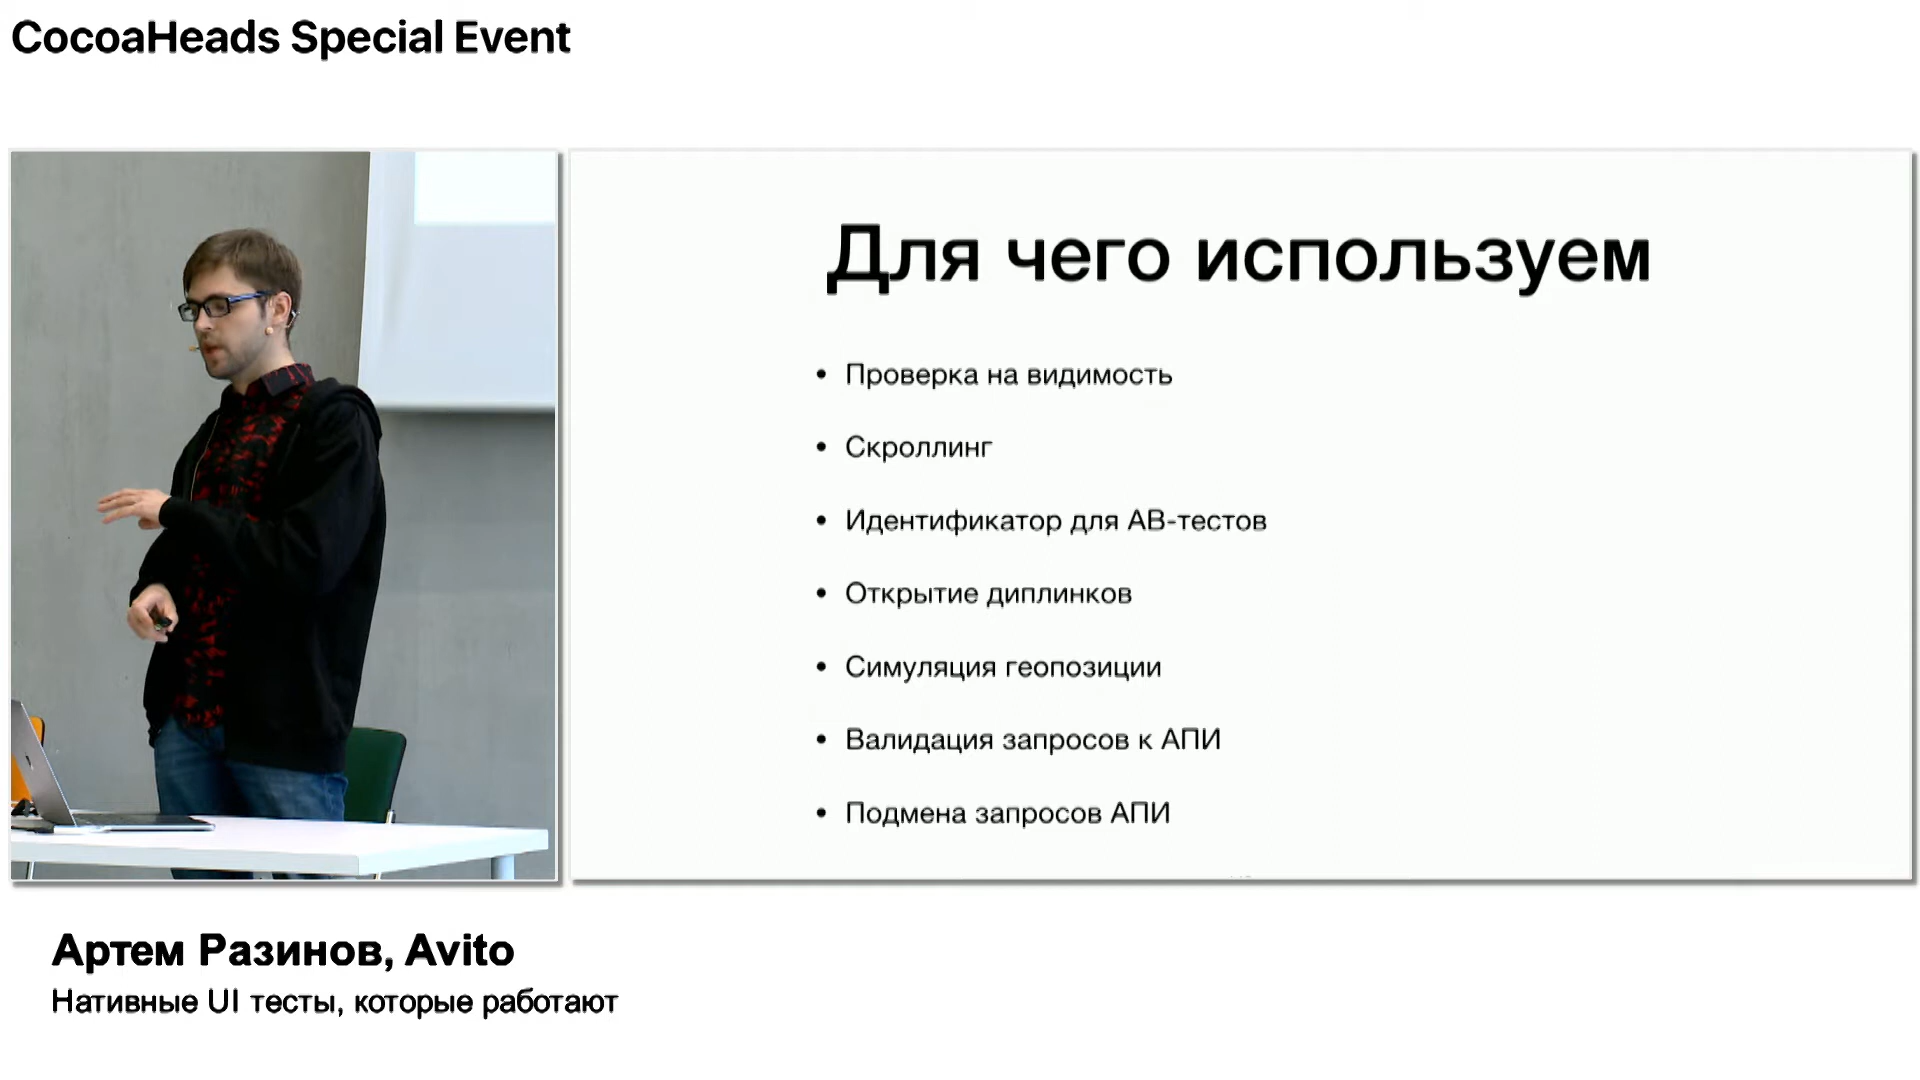 CocoaHeads Special Event
Для чего используем
• Проверка на видимость
• Скроллинг
• Идентификатор для АВ-тестов
• Открытие диплинков
• Симуляция геопозиции
• Валидация запросов к АПИ
• Подмена запросов АПИ
Артем Разинов, Avito
Нативные UI тесты, которые работают